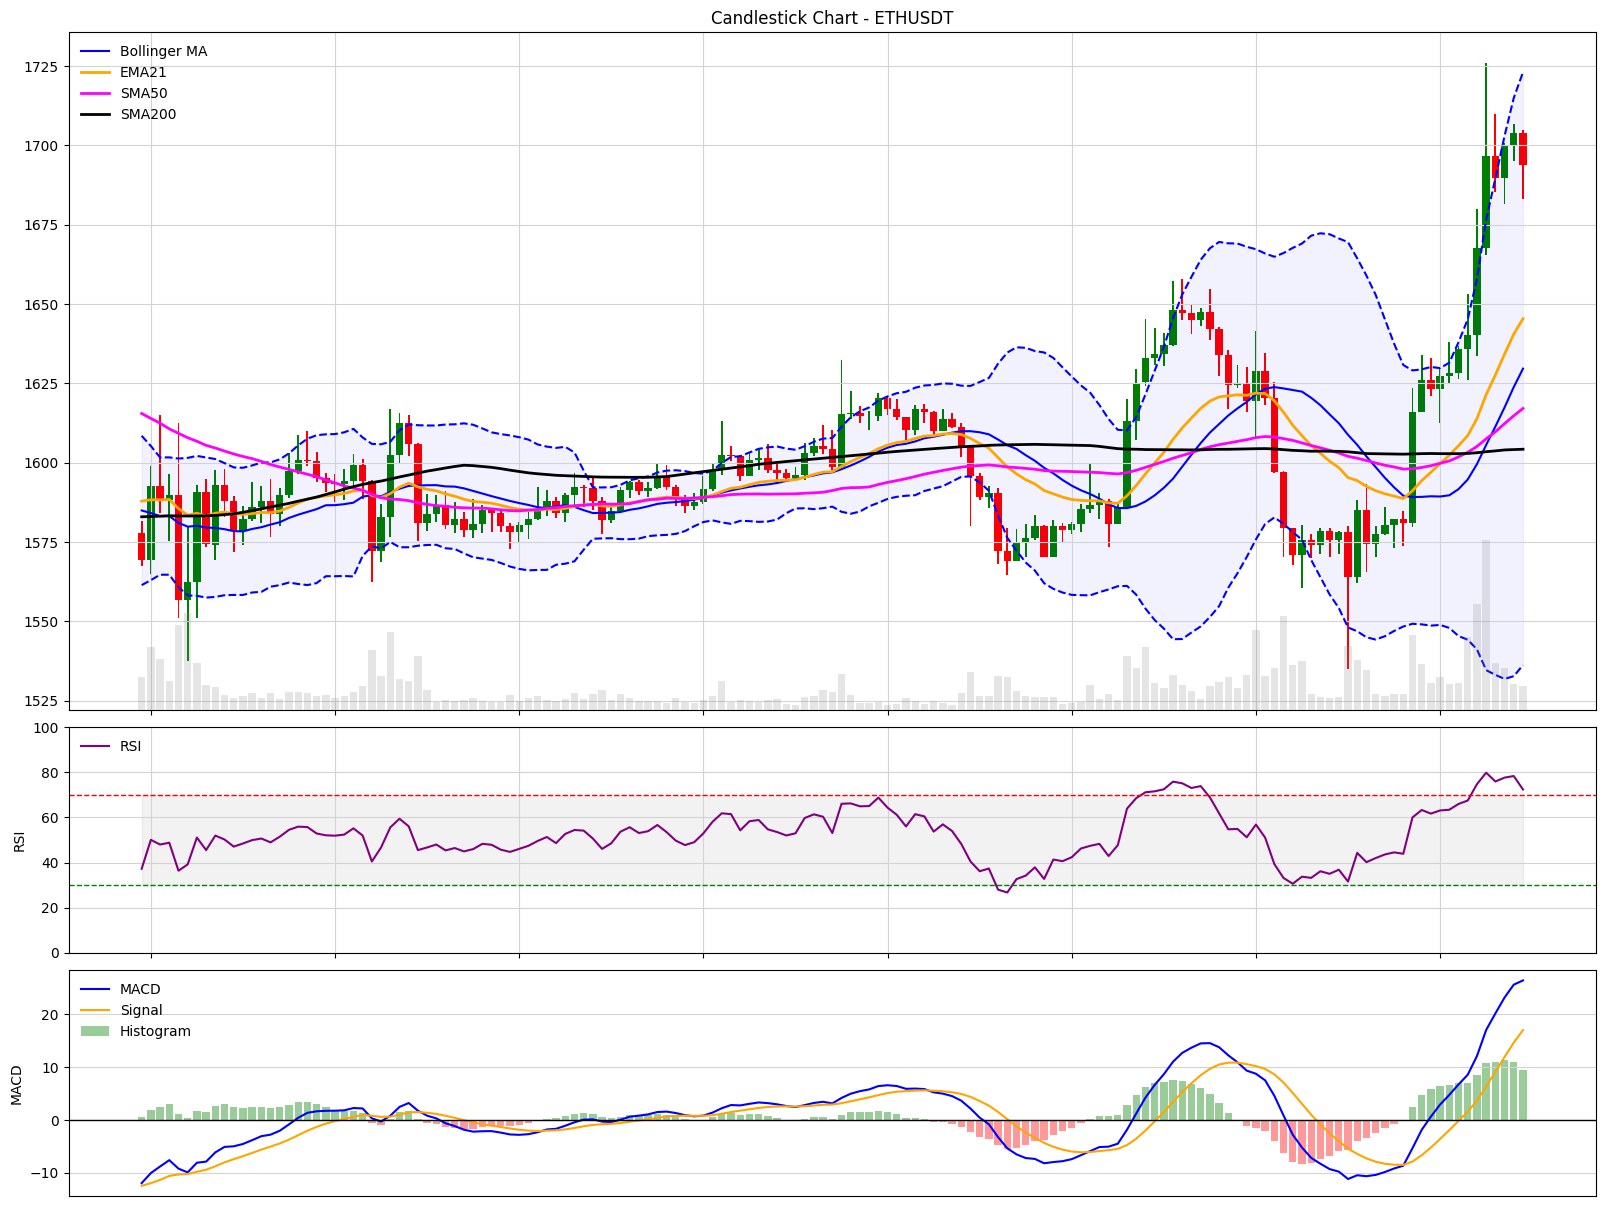 Candlestick Chart - ETHUSDT
Bollinger MA
EMA21
SMA50
SMA200
1725
1700
1675
1650
1625
1600
1575
1550
1525
RSI
RSI
100
80
60
40
20
0
MACD
Signal
Histogram
MACD
20
10
0
−10